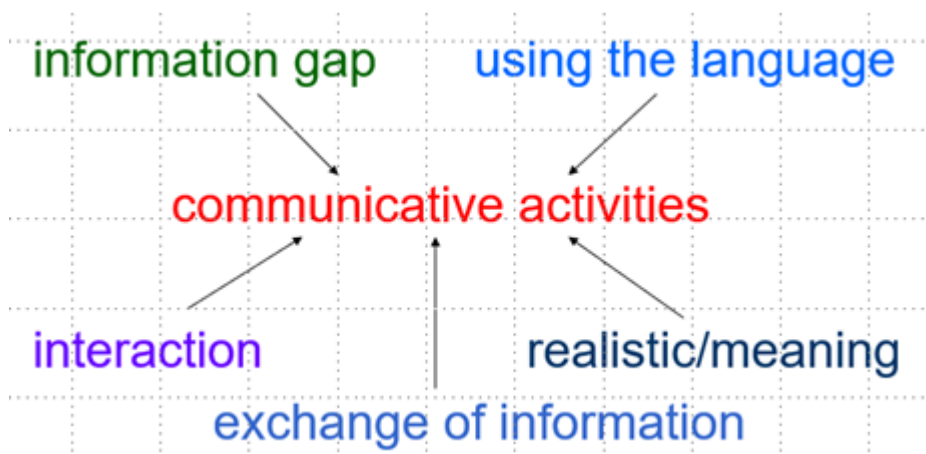 information gap
using the language
communicative activities
interaction
realistic/meaning
exchange of information